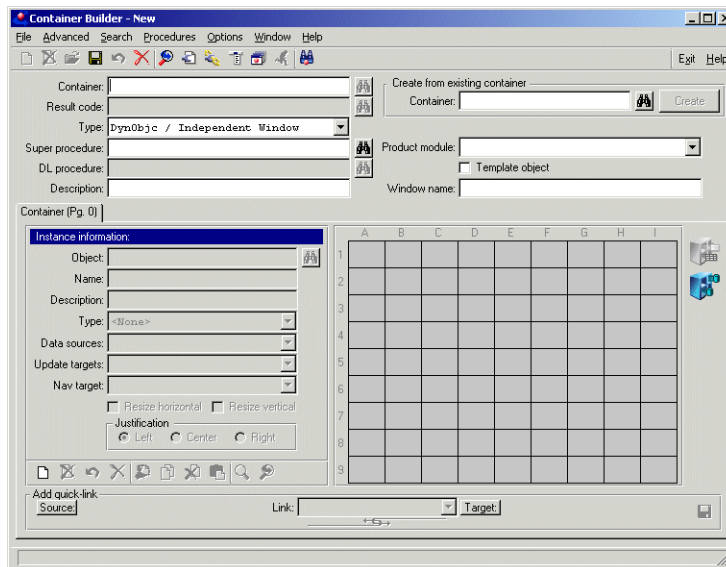 Container Builder - New
File Advanced Search Procedures Options Window Help
Exit Help
Container:
Result code:
Type: DynObjc / Independent Window
Super procedure:
DL procedure:
Description:
Create from existing container
Container: Create
Product module:
Template object
Window name:
Container (Pg. 0)
Instance information:
Object:
Name:
Description:
Type: <None>
Data sources:
Update targets:
Nav target:
Resize horizontal Resize vertical
Justification
Left Center Right
A B C D E F G H I
1
2
3
4
5
6
7
8
9
Add quick-link
Source: Link: Target: